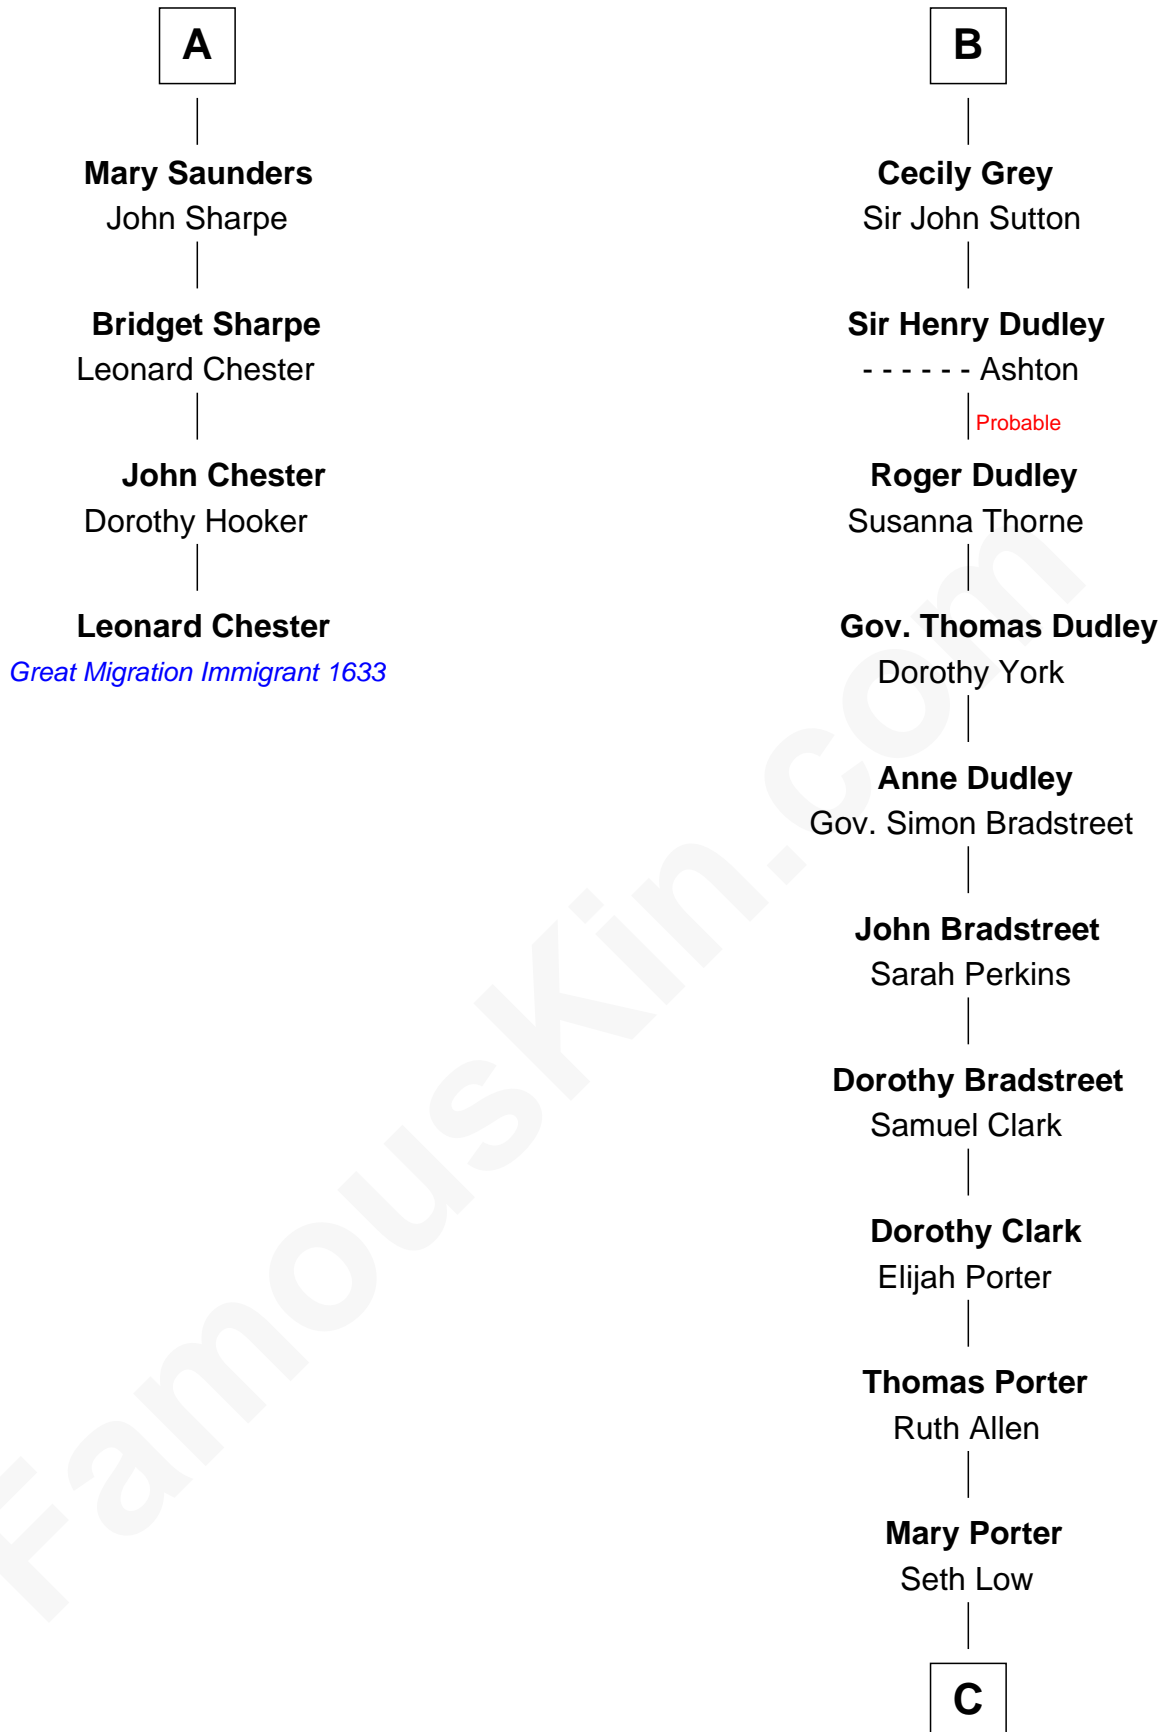 A
Mary Saunders
John Sharpe
Bridget Sharpe
Leonard Chester
John Chester
Dorothy Hooker
Leonard Chester
Great Migration Immigrant 1633
B
Cecily Grey
Sir John Sutton
Sir Henry Dudley
- - - - - - Ashton
Probable
Roger Dudley
Susanna Thorne
Gov. Thomas Dudley
Dorothy York
Anne Dudley
Gov. Simon Bradstreet
John Bradstreet
Sarah Perkins
Dorothy Bradstreet
Samuel Clark
Dorothy Clark
Elijah Porter
Thomas Porter
Ruth Allen
Mary Porter
Seth Low
C
FamousKin.com